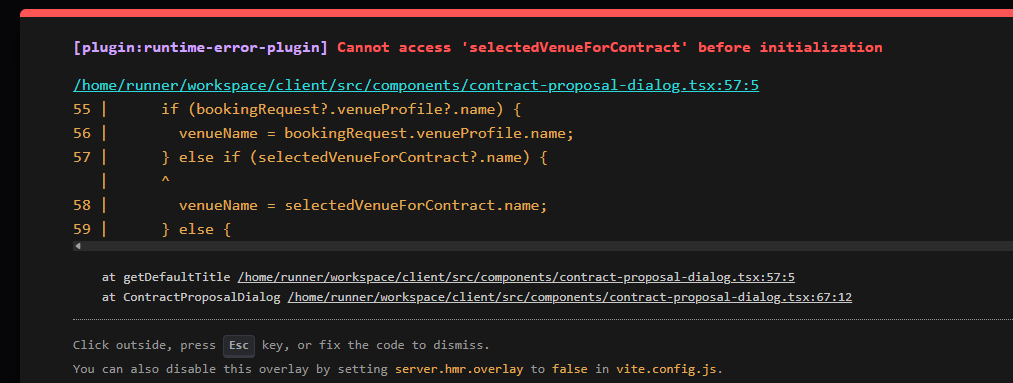 [plugin:runtime-error-plugin] Cannot access 'selectedVenueForContract' before initialization
/home/runner/workspace/client/src/components/contract-proposal-dialog.tsx:57:5
55 |      if (bookingRequest?.venueProfile?.name) {
56 |        venueName = bookingRequest.venueProfile.name;
57 |      } else if (selectedVenueForContract?.name) {
   |      ^
58 |        venueName = selectedVenueForContract.name;
59 |      } else {
at getDefaultTitle /home/runner/workspace/client/src/components/contract-proposal-dialog.tsx:57:5
at ContractProposalDialog /home/runner/workspace/client/src/components/contract-proposal-dialog.tsx:67:12
Click outside, press Esc key, or fix the code to dismiss.
You can also disable this overlay by setting server.hmr.overlay to false in vite.config.js.